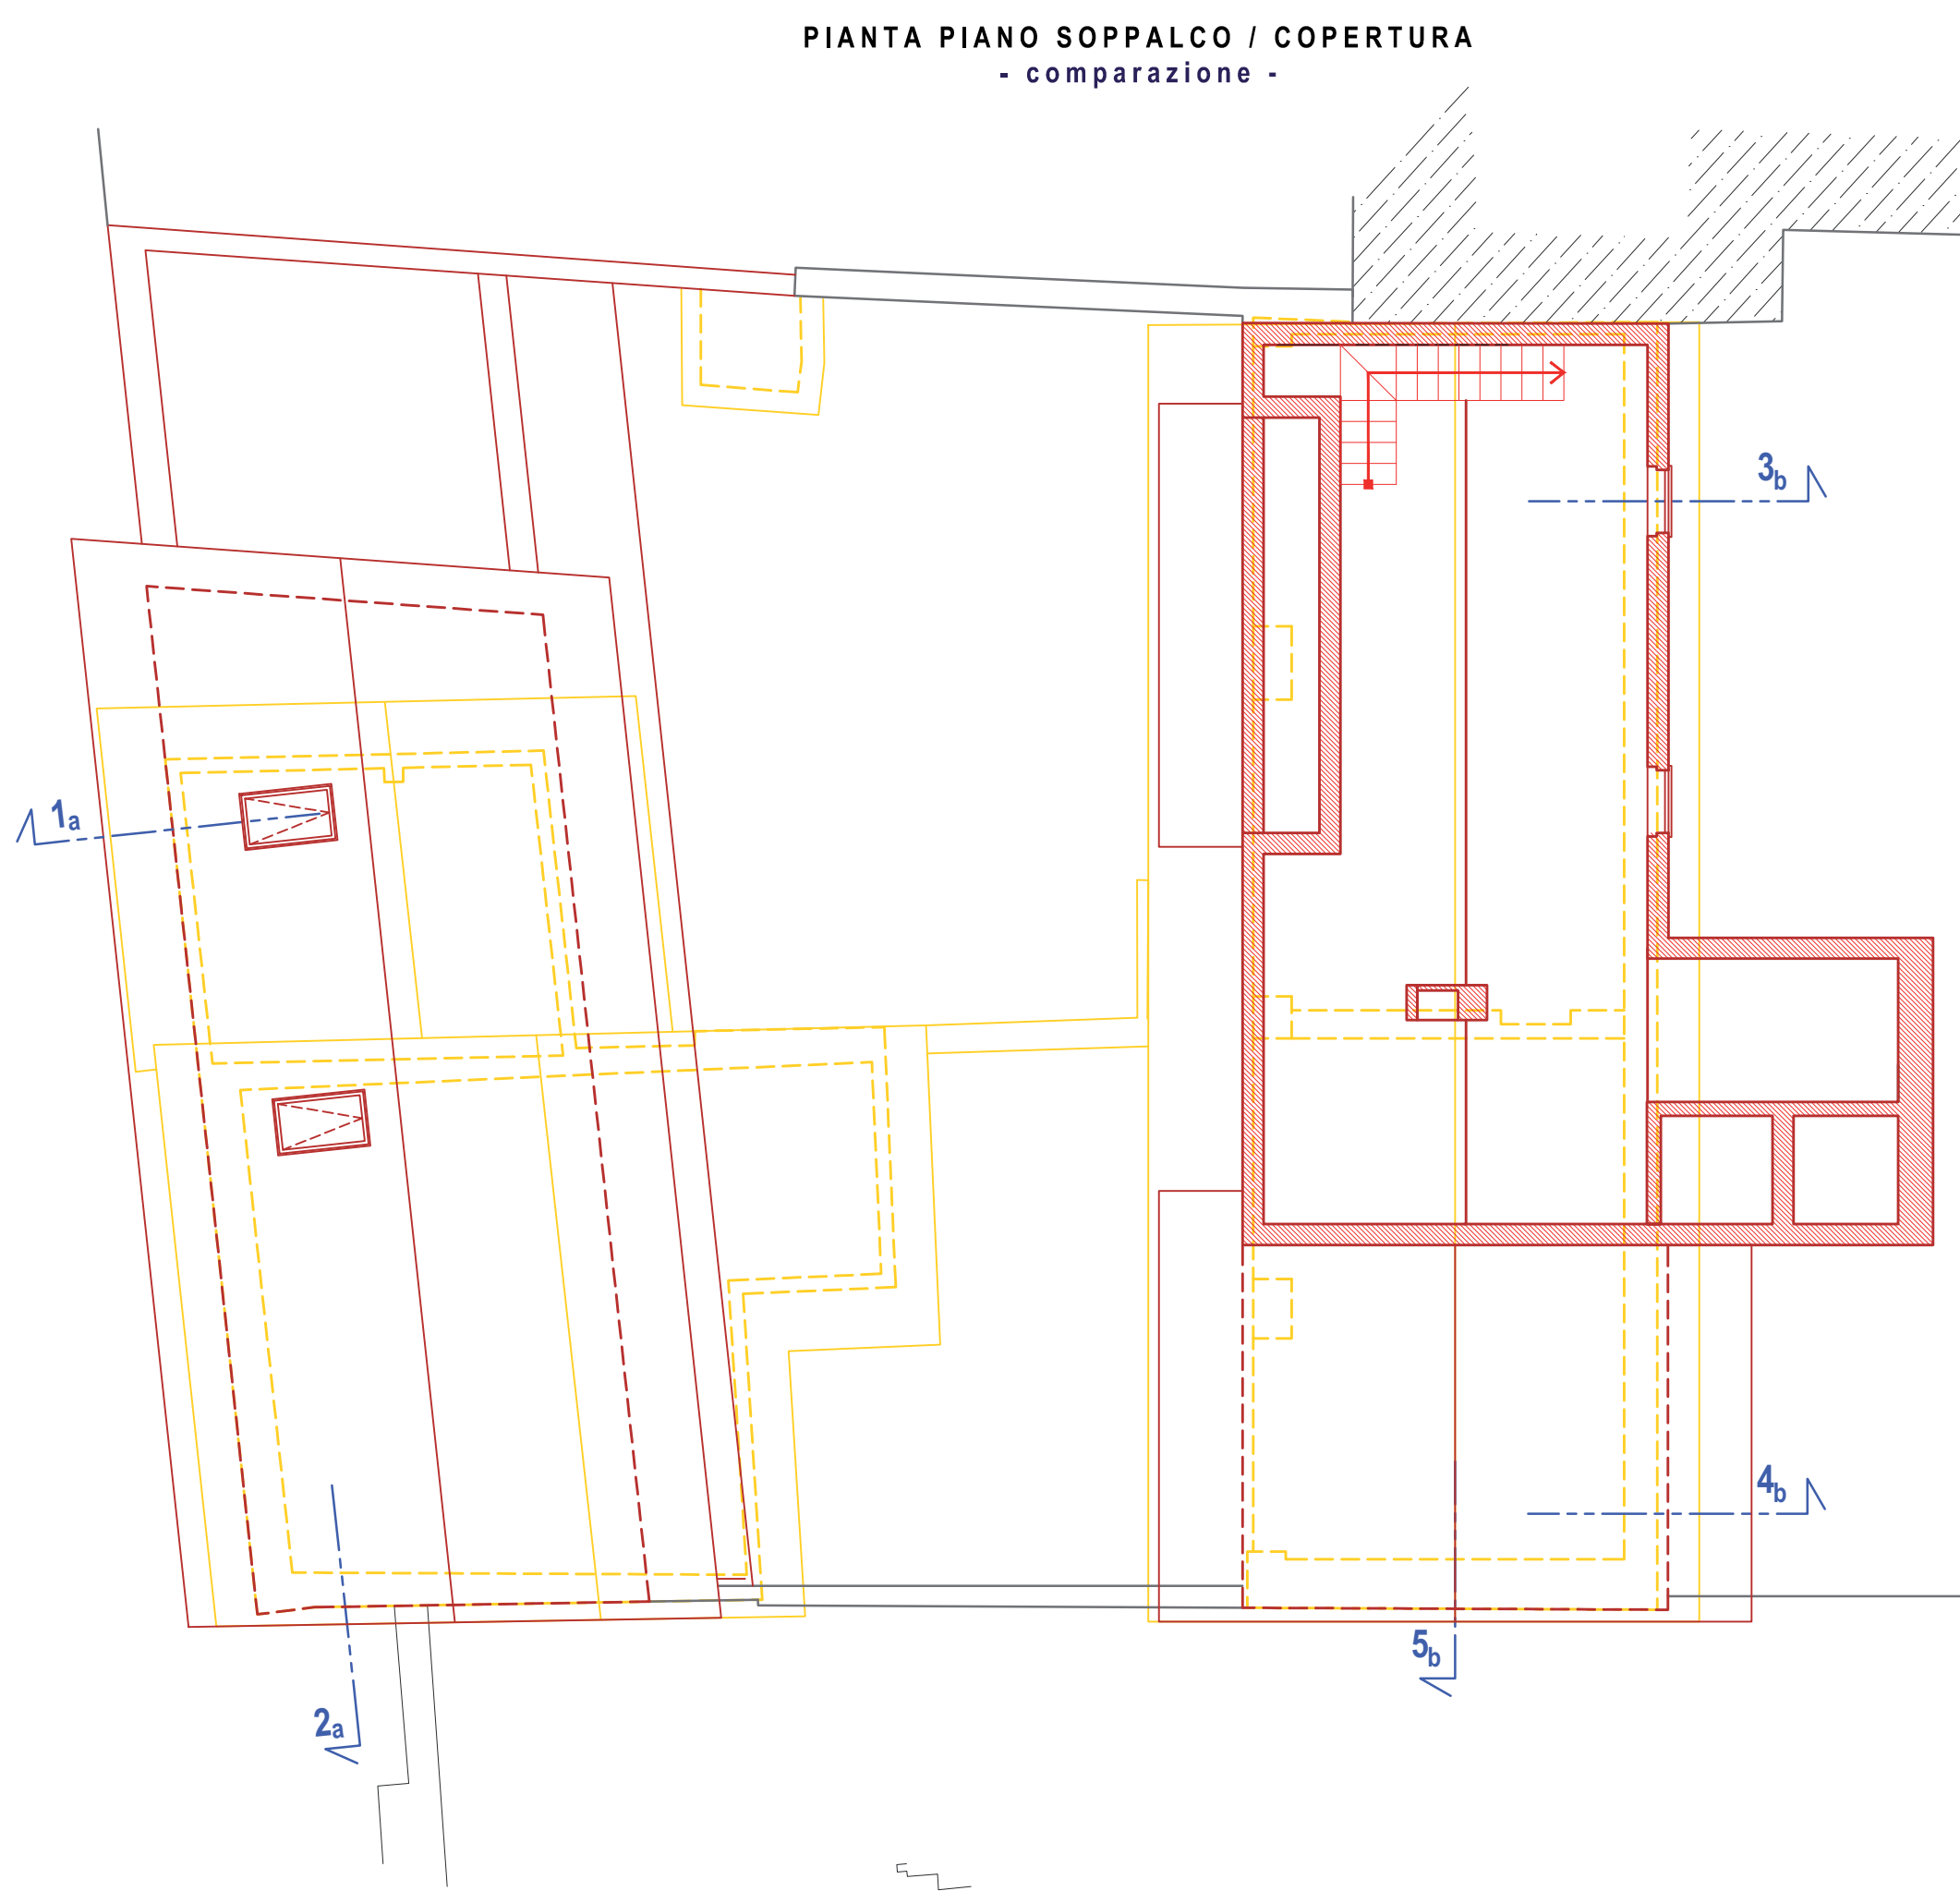 PIANTA PIANO SOPPALCO / COPERTURA
- comparazione -
3b
1a
4b
5b
2a